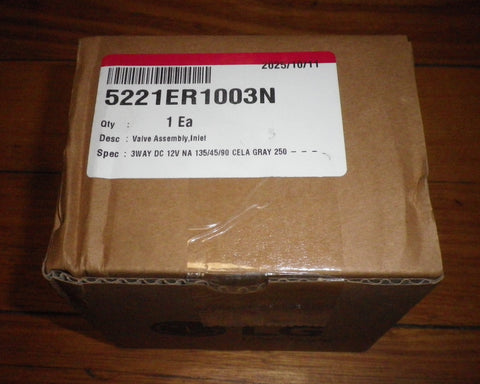 2025/10/11
5221ER1003N
Qty : 1 Ea
Desc : Valve Assembly,Inlet
Spec : 3WAY DC 12V NA 135/45/90 CELA GRAY 250 - - - -
LG